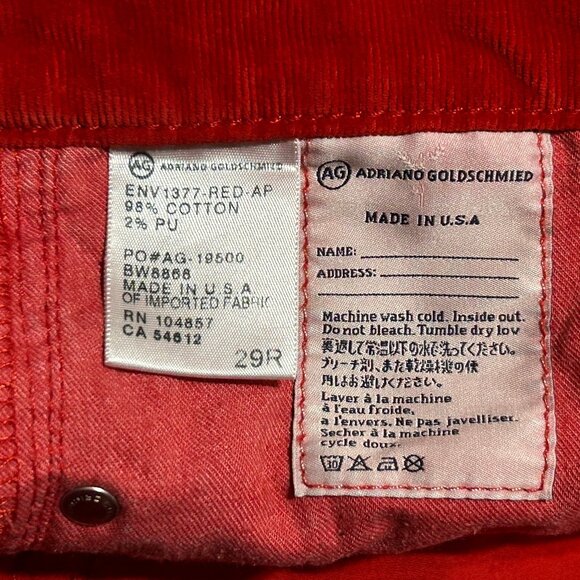 AG ADRIANO GOLDSCHMIED
ENV1377-RED-AP
98% COTTON
2% PU
PO#AG-19500
BW8868
MADE IN U.S.A
OF IMPORTED FABRIC
RN 104857
CA 54612
29R
AG ADRIANO GOLDSCHMIED
MADE IN U.S.A
NAME:
ADDRESS:
Machine wash cold. Inside out.
Do not bleach. Tumble dry low
裏返して常温以下の水で洗ってください。
ブリーチ剤、また乾燥機の使
用はお避けください。
Laver à la machine
à l'eau froide,
à l'envers. Ne pas javelliser.
Secher à la machine
cycle doux.
30